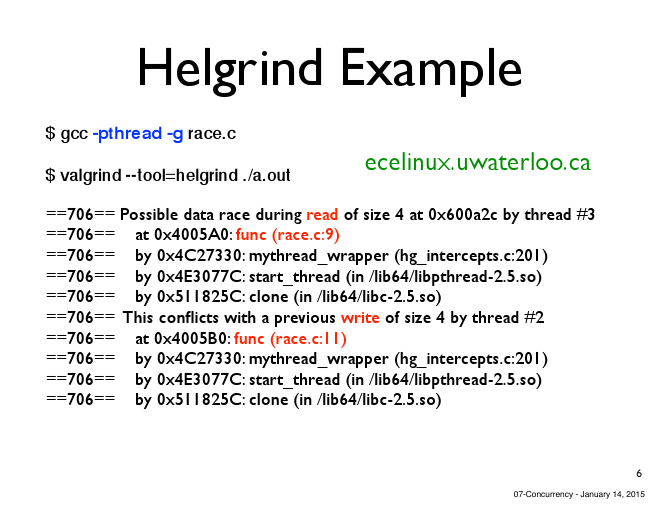 Helgrind Example
$ gcc -pthread -g race.c
ecelinux.uwaterloo.ca
$ valgrind --tool=helgrind ./a.out
==706== Possible data race during read of size 4 at 0x600a2c by thread #3
==706== at 0x4005A0: func (race.c:9)
==706== by 0x4C27330: mythread_wrapper (hg_intercepts.c:201)
==706== by 0x4E3077C: start_thread (in /lib64/libpthread-2.5.so)
==706== by 0x511825C: clone (in /lib64/libc-2.5.so)
==706== This conflicts with a previous write of size 4 by thread #2
==706== at 0x4005B0: func (race.c:11)
==706== by 0x4C27330: mythread_wrapper (hg_intercepts.c:201)
==706== by 0x4E3077C: start_thread (in /lib64/libpthread-2.5.so)
==706== by 0x511825C: clone (in /lib64/libc-2.5.so)
6
07-Concurrency - January 14, 2015